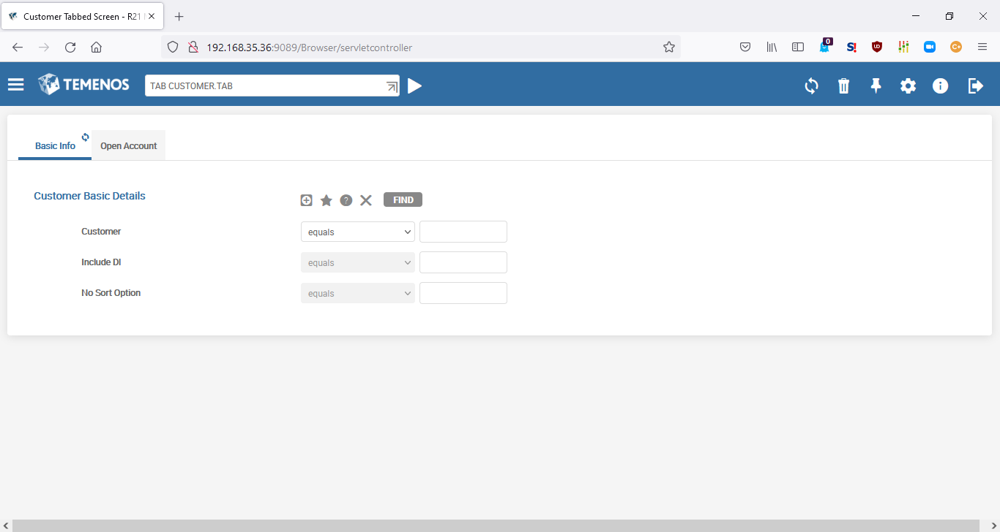 Customer Tabbed Screen - R21
192.168.35.36:9089/Browser/servletcontroller
0
S!
UD
C+
TEMENOS
TAB CUSTOMER.TAB
Basic Info
Open Account
Customer Basic Details
FIND
Customer
equals
Include DI
equals
No Sort Option
equals